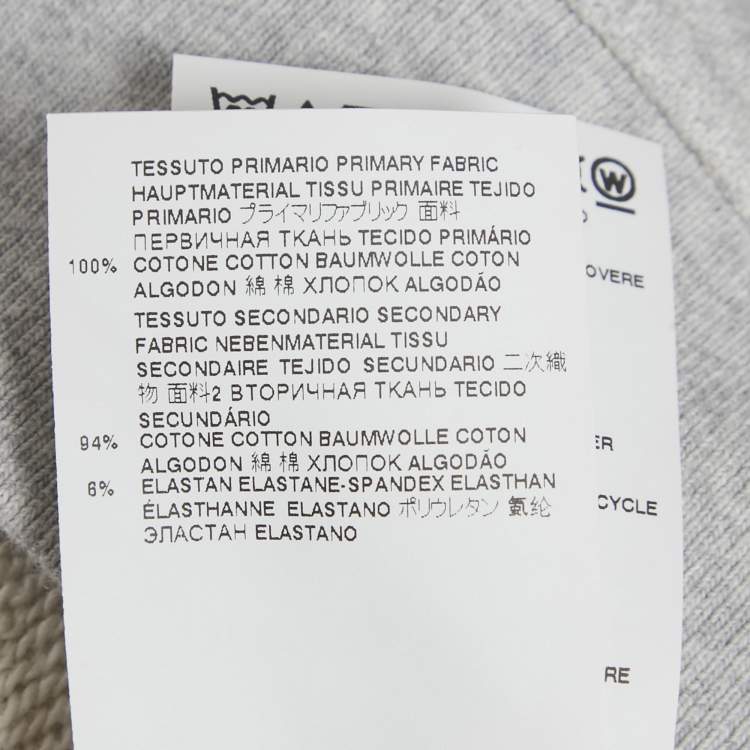 TESSUTO PRIMARIO PRIMARY FABRIC
HAUPTMATERIAL TISSU PRIMAIRE TEJIDO
PRIMARIO プライマリファブリック 面料
ПЕРВИЧНАЯ ТКАНЬ TECIDO PRIMÁRIO
100% COTONE COTTON BAUMWOLLE COTON
ALGODON 綿 棉 ХЛОПОК ALGODÃO
TESSUTO SECONDARIO SECONDARY
FABRIC NEBENMATERIAL TISSU
SECONDAIRE TEJIDO SECUNDARIO 二次織
物 面料2 ВТОРИЧНАЯ ТКАНЬ TECIDO
SECUNDÁRIO
94% COTONE COTTON BAUMWOLLE COTON
ALGODON 綿 棉 ХЛОПОК ALGODÃO
6% ELASTAN ELASTANE-SPANDEX ELASTHAN
ÉLASTHANNE ELASTANO ポリウレタン 氨纶
ЭЛАСТАН ELASTANO
W
OVERE
ER
CYCLE
RE